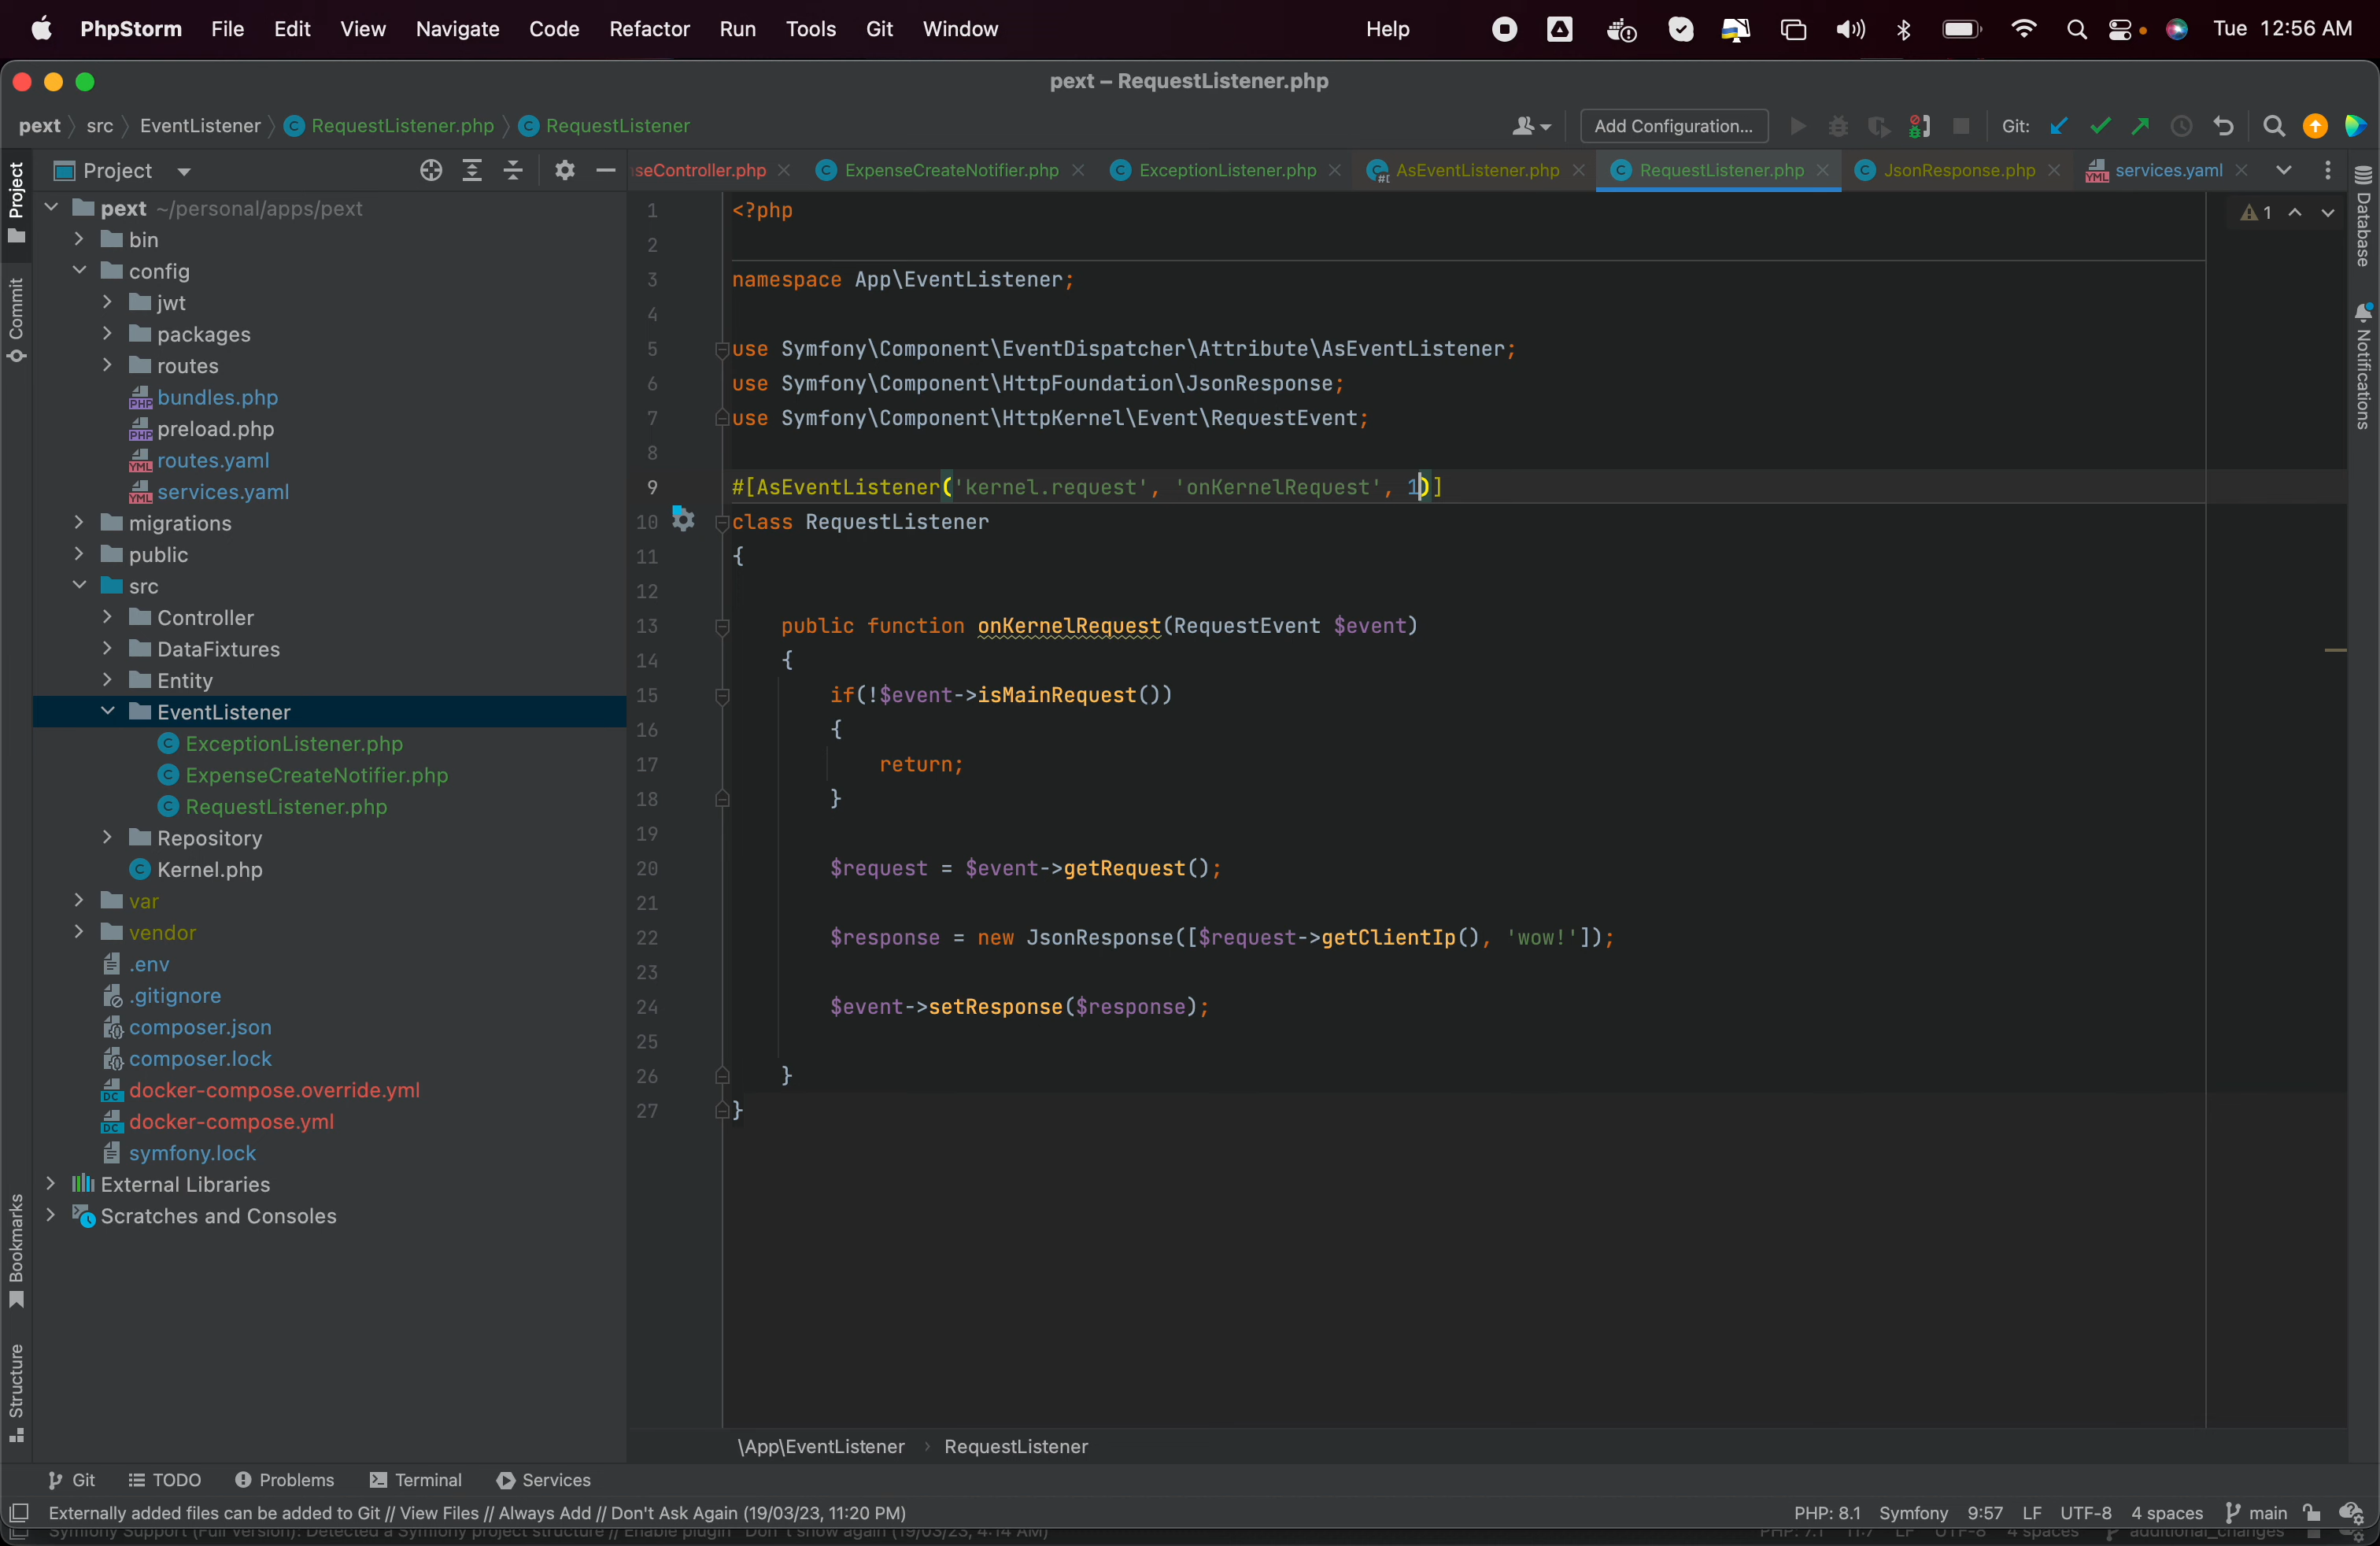 PhpStorm File Edit View Navigate Code Refactor Run Tools Git Window Help Tue 12:56 AM
pext – RequestListener.php
pext src EventListener RequestListener.php RequestListener Add Configuration... Git:
Project seController.php ExpenseCreateNotifier.php ExceptionListener.php AsEventListener.php RequestListener.php JsonResponse.php services.yaml
Project
Commit
Bookmarks
Structure
Database
Notifications
pext ~/personal/apps/pext
bin
config
jwt
packages
routes
bundles.php
preload.php
routes.yaml
services.yaml
migrations
public
src
Controller
DataFixtures
Entity
EventListener
ExceptionListener.php
ExpenseCreateNotifier.php
RequestListener.php
Repository
Kernel.php
var
vendor
.env
.gitignore
composer.json
composer.lock
docker-compose.override.yml
docker-compose.yml
symfony.lock
External Libraries
Scratches and Consoles
1 <?php
2
3 namespace App\EventListener;
4
5 use Symfony\Component\EventDispatcher\Attribute\AsEventListener;
6 use Symfony\Component\HttpFoundation\JsonResponse;
7 use Symfony\Component\HttpKernel\Event\RequestEvent;
8
9 #[AsEventListener('kernel.request', 'onKernelRequest', 1)]
10 class RequestListener
11 {
12
13 public function onKernelRequest(RequestEvent $event)
14 {
15 if(!$event->isMainRequest())
16 {
17 return;
18 }
19
20 $request = $event->getRequest();
21
22 $response = new JsonResponse([$request->getClientIp(), 'wow!']);
23
24 $event->setResponse($response);
25
26 }
27 }
1
\App\EventListener › RequestListener
Git TODO Problems Terminal Services
Externally added files can be added to Git // View Files // Always Add // Don't Ask Again (19/03/23, 11:20 PM) PHP: 8.1 Symfony 9:57 LF UTF-8 4 spaces main